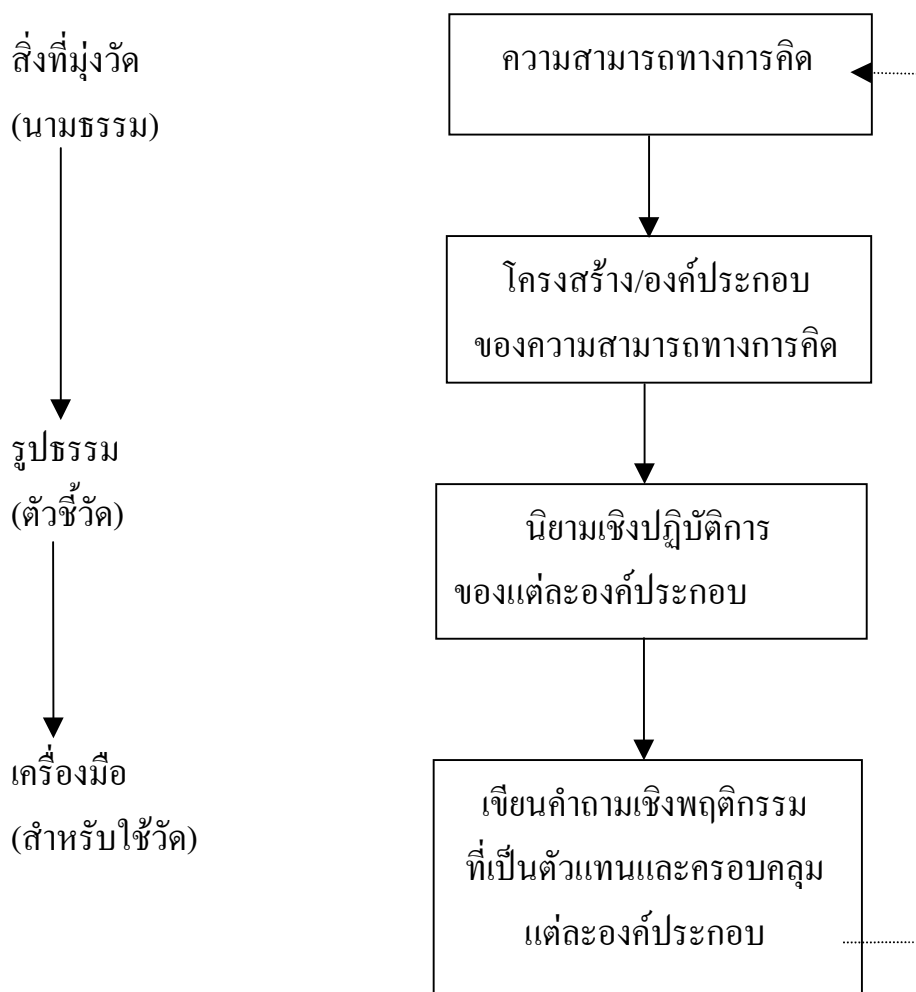 สิ่งที่มุ่งวัด
(นามธรรม)
ความสามารถทางการคิด
โครงสร้าง/องค์ประกอบ
ของความสามารถทางการคิด
รูปธรรม
(ตัวชี้วัด)
นิยามเชิงปฏิบัติการ
ของแต่ละองค์ประกอบ
เครื่องมือ
(สำหรับใช้วัด)
เขียนคำถามเชิงพฤติกรรม
ที่เป็นตัวแทนและครอบคลุม
แต่ละองค์ประกอบ